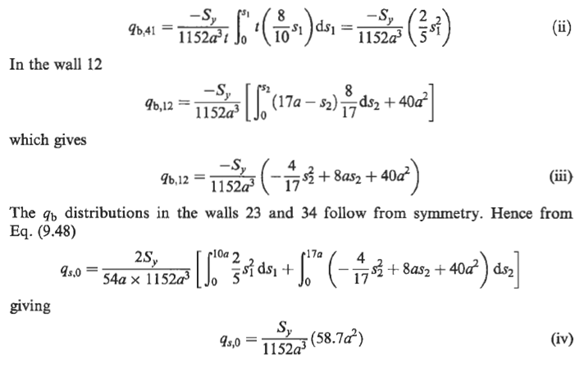 q_{b,41} = \frac{-S_y}{1152a^3t} \int_0^{s_1} t\left(\frac{8}{10}s_1\right) ds_1 = \frac{-S_y}{1152a^3}\left(\frac{2}{5}s_1^2\right) (ii)
In the wall 12
q_{b,12} = \frac{-S_y}{1152a^3}\left[\int_0^{s_2} (17a - s_2)\frac{8}{17} ds_2 + 40a^2\right]
which gives
q_{b,12} = \frac{-S_y}{1152a^3}\left(-\frac{4}{17}s_2^2 + 8as_2 + 40a^2\right) (iii)
The q_b distributions in the walls 23 and 34 follow from symmetry. Hence from
Eq. (9.48)
q_{s,0} = \frac{2S_y}{54a \times 1152a^3}\left[\int_0^{10a} \frac{2}{5}s_1^2 ds_1 + \int_0^{17a} \left(-\frac{4}{17}s_2^2 + 8as_2 + 40a^2\right) ds_2\right]
giving
q_{s,0} = \frac{S_y}{1152a^3}(58.7a^2) (iv)